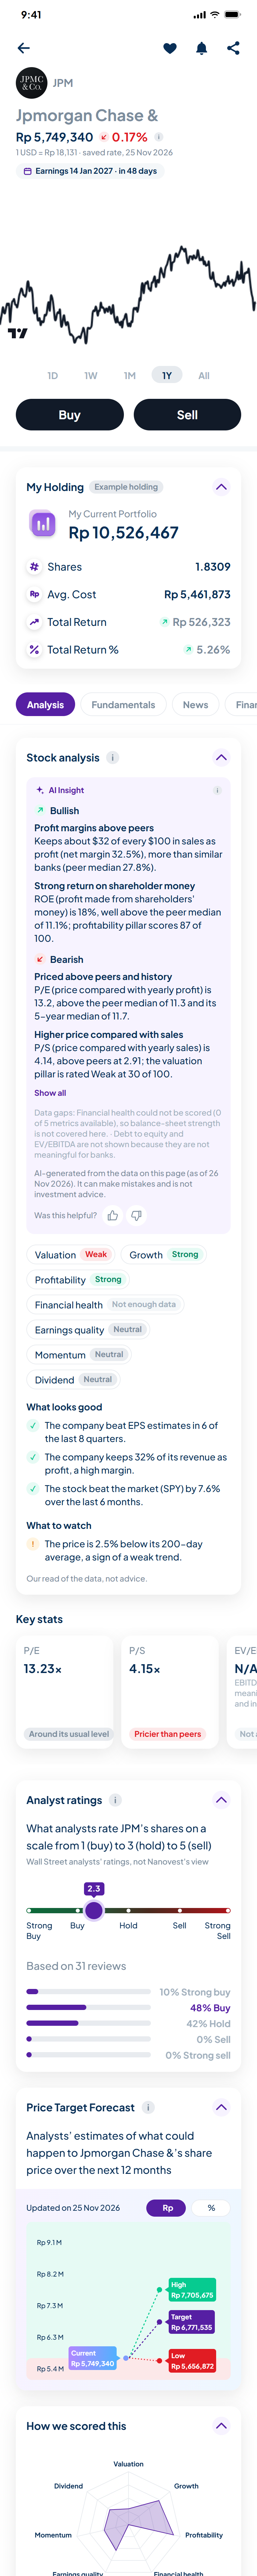 9:41
JPMC
& CO.
JPM
Jpmorgan Chase &
Rp 5,749,340 0.17%
1 USD = Rp 18,131 · saved rate, 25 Nov 2026
Earnings 14 Jan 2027 · in 48 days
1D 1W 1M 1Y All
Buy Sell
My Holding Example holding
My Current Portfolio
Rp 10,526,467
Shares 1.8309
Rp Avg. Cost Rp 5,461,873
Total Return Rp 526,323
Total Return % 5.26%
Analysis Fundamentals News Finan
Stock analysis i
AI Insight i
Bullish
Profit margins above peers
Keeps about $32 of every $100 in sales as
profit (net margin 32.5%), more than similar
banks (peer median 27.8%).
Strong return on shareholder money
ROE (profit made from shareholders'
money) is 18%, well above the peer median
of 11.1%; profitability pillar scores 87 of
100.
Bearish
Priced above peers and history
P/E (price compared with yearly profit) is
13.2, above the peer median of 11.3 and its
5-year median of 11.7.
Higher price compared with sales
P/S (price compared with yearly sales) is
4.14, above peers at 2.91; the valuation
pillar is rated Weak at 30 of 100.
Show all
Data gaps: Financial health could not be scored (0
of 5 metrics available), so balance-sheet strength
is not covered here. · Debt to equity and
EV/EBITDA are not shown because they are not
meaningful for banks.
AI-generated from the data on this page (as of 26
Nov 2026). It can make mistakes and is not
investment advice.
Was this helpful?
Valuation Weak Growth Strong
Profitability Strong
Financial health Not enough data
Earnings quality Neutral
Momentum Neutral
Dividend Neutral
What looks good
The company beat EPS estimates in 6 of
the last 8 quarters.
The company keeps 32% of its revenue as
profit, a high margin.
The stock beat the market (SPY) by 7.6%
over the last 6 months.
What to watch
The price is 2.5% below its 200-day
average, a sign of a weak trend.
Our read of the data, not advice.
Key stats
P/E P/S EV/E
13.23× 4.15× N/A
EBITD
meani
and in
Around its usual level Pricier than peers Not a
Analyst ratings i
What analysts rate JPM's shares on a
scale from 1 (buy) to 3 (hold) to 5 (sell)
Wall Street analysts' ratings, not Nanovest's view
2.3
Strong Buy Hold Sell Strong
Buy Sell
Based on 31 reviews
10% Strong buy
48% Buy
42% Hold
0% Sell
0% Strong sell
Price Target Forecast i
Analysts' estimates of what could
happen to Jpmorgan Chase &'s share
price over the next 12 months
Updated on 25 Nov 2026 Rp %
Rp 9.1 M
Rp 8.2 M
Rp 7.3 M
Rp 6.3 M
Rp 5.4 M
High
Rp 7,705,675
Target
Rp 6,771,535
Current
Rp 5,749,340
Low
Rp 5,656,872
How we scored this
Valuation
Dividend Growth
Momentum Profitability
Earnings quality Financial health